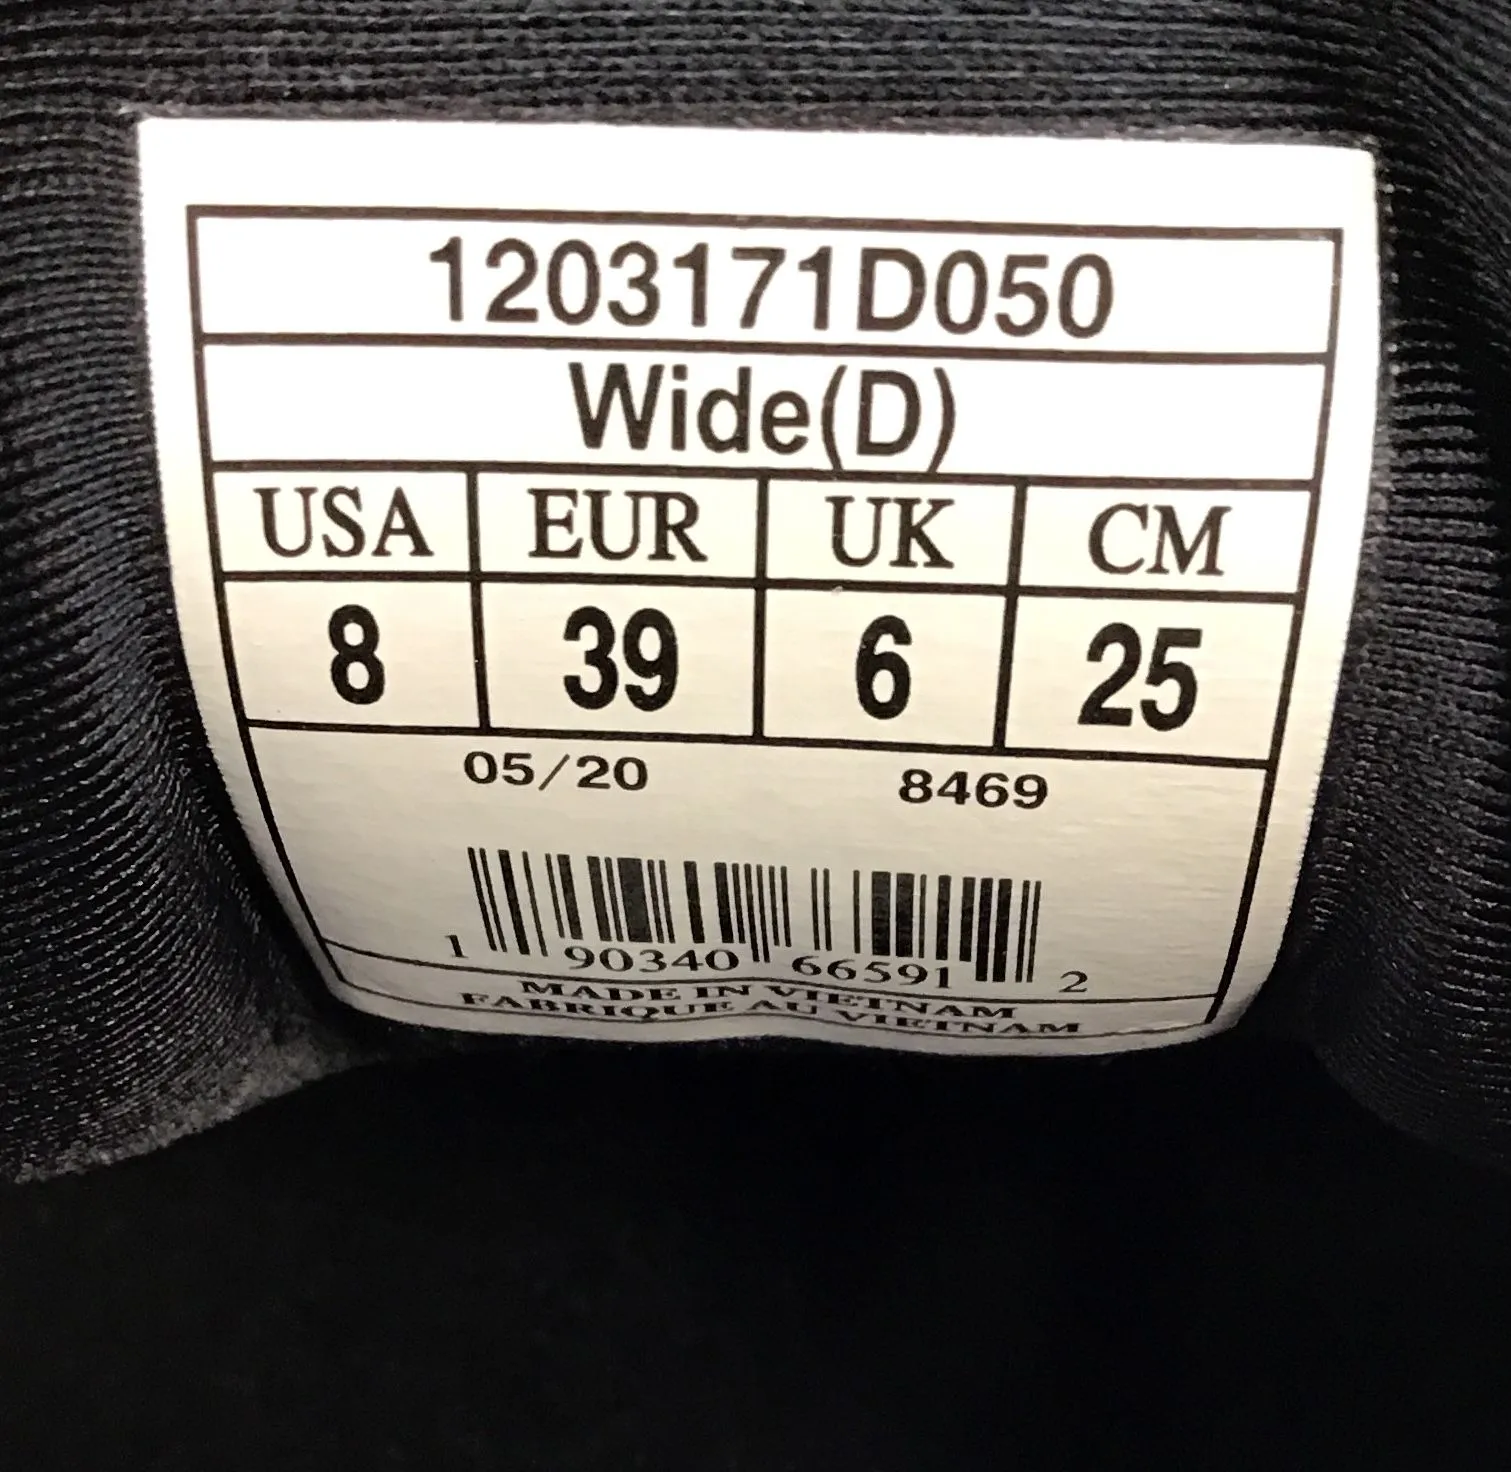 1203171D050
Wide(D)
USA EUR UK CM
8 39 6 25
05/20 8469
1 90340 66591 2
MADE IN VIETNAM
FABRIQUE AU VIETNAM